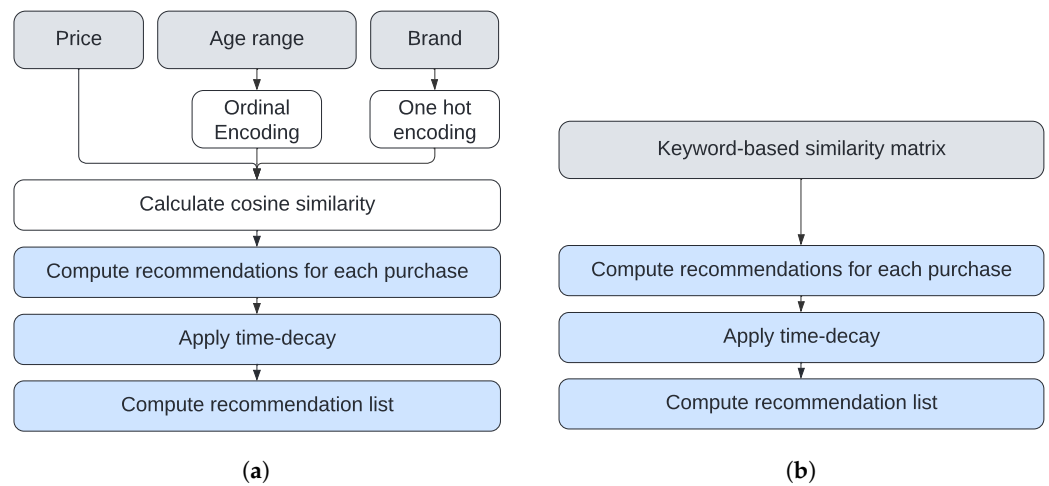 Price
Age range
Brand
Ordinal
Encoding
One hot
encoding
Calculate cosine similarity
Compute recommendations for each purchase
Apply time-decay
Compute recommendation list
(a)
Keyword-based similarity matrix
Compute recommendations for each purchase
Apply time-decay
Compute recommendation list
(b)